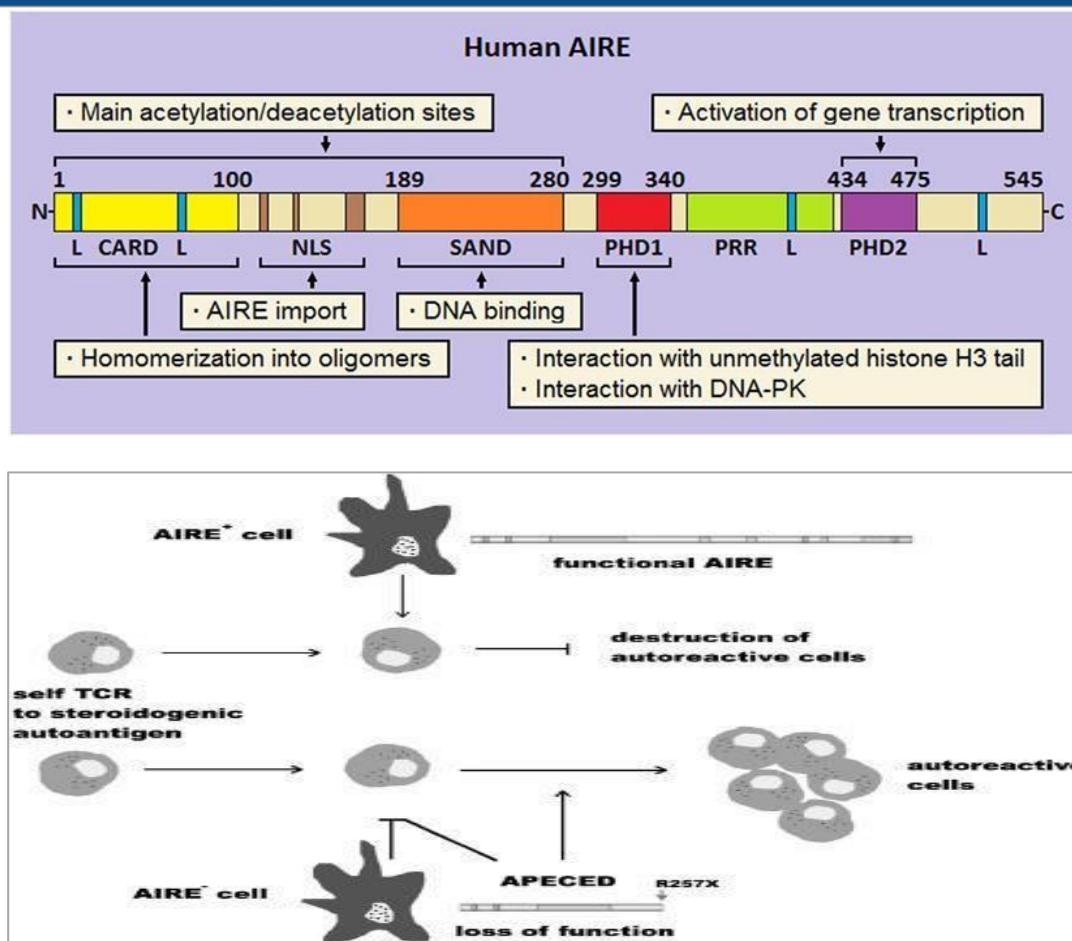 Human AIRE
· Main acetylation/deacetylation sites
· Activation of gene transcription
1 100 189 280 299 340 434 475 545
N- -C
L CARD L NLS SAND PHD1 PRR L PHD2 L
· AIRE import
· DNA binding
· Homomerization into oligomers
· Interaction with unmethylated histone H3 tail
· Interaction with DNA-PK
AIRE+ cell
functional AIRE
destruction of
autoreactive cells
self TCR
to steroidogenic
autoantigen
autoreactive
cells
APECED
R257X
AIRE- cell
loss of function